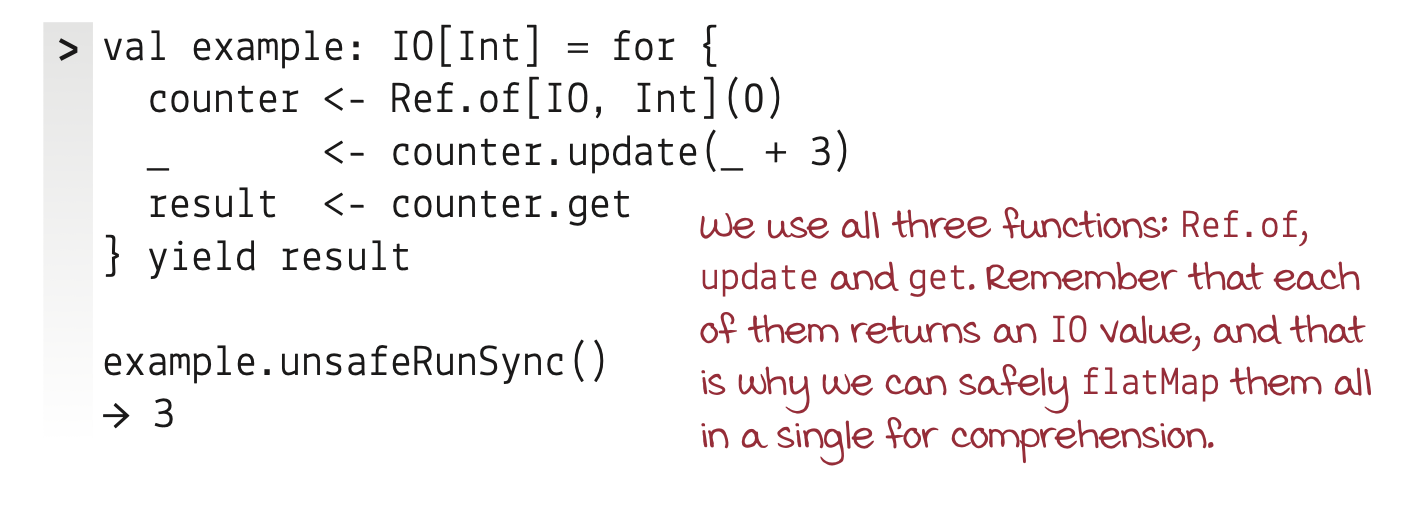 > val example: IO[Int] = for {
counter <- Ref.of[IO, Int](0)
_ <- counter.update(_ + 3)
result <- counter.get
} yield result
We use all three functions: Ref.of,
update and get. Remember that each
of them returns an IO value, and that
is why we can safely flatMap them all
in a single for comprehension.
example.unsafeRunSync()
→ 3